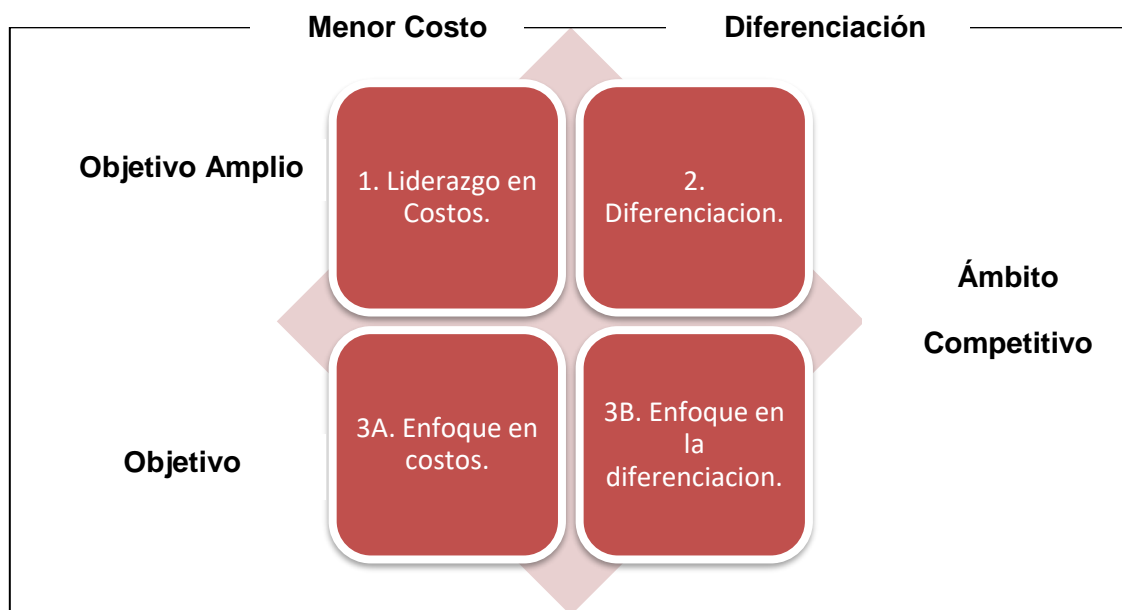 Menor Costo
Diferenciación
Objetivo Amplio
1. Liderazgo en
Costos.
2.
Diferenciacion.
Ámbito
Competitivo
Objetivo
3A. Enfoque en
costos.
3B. Enfoque en
la
diferenciacion.